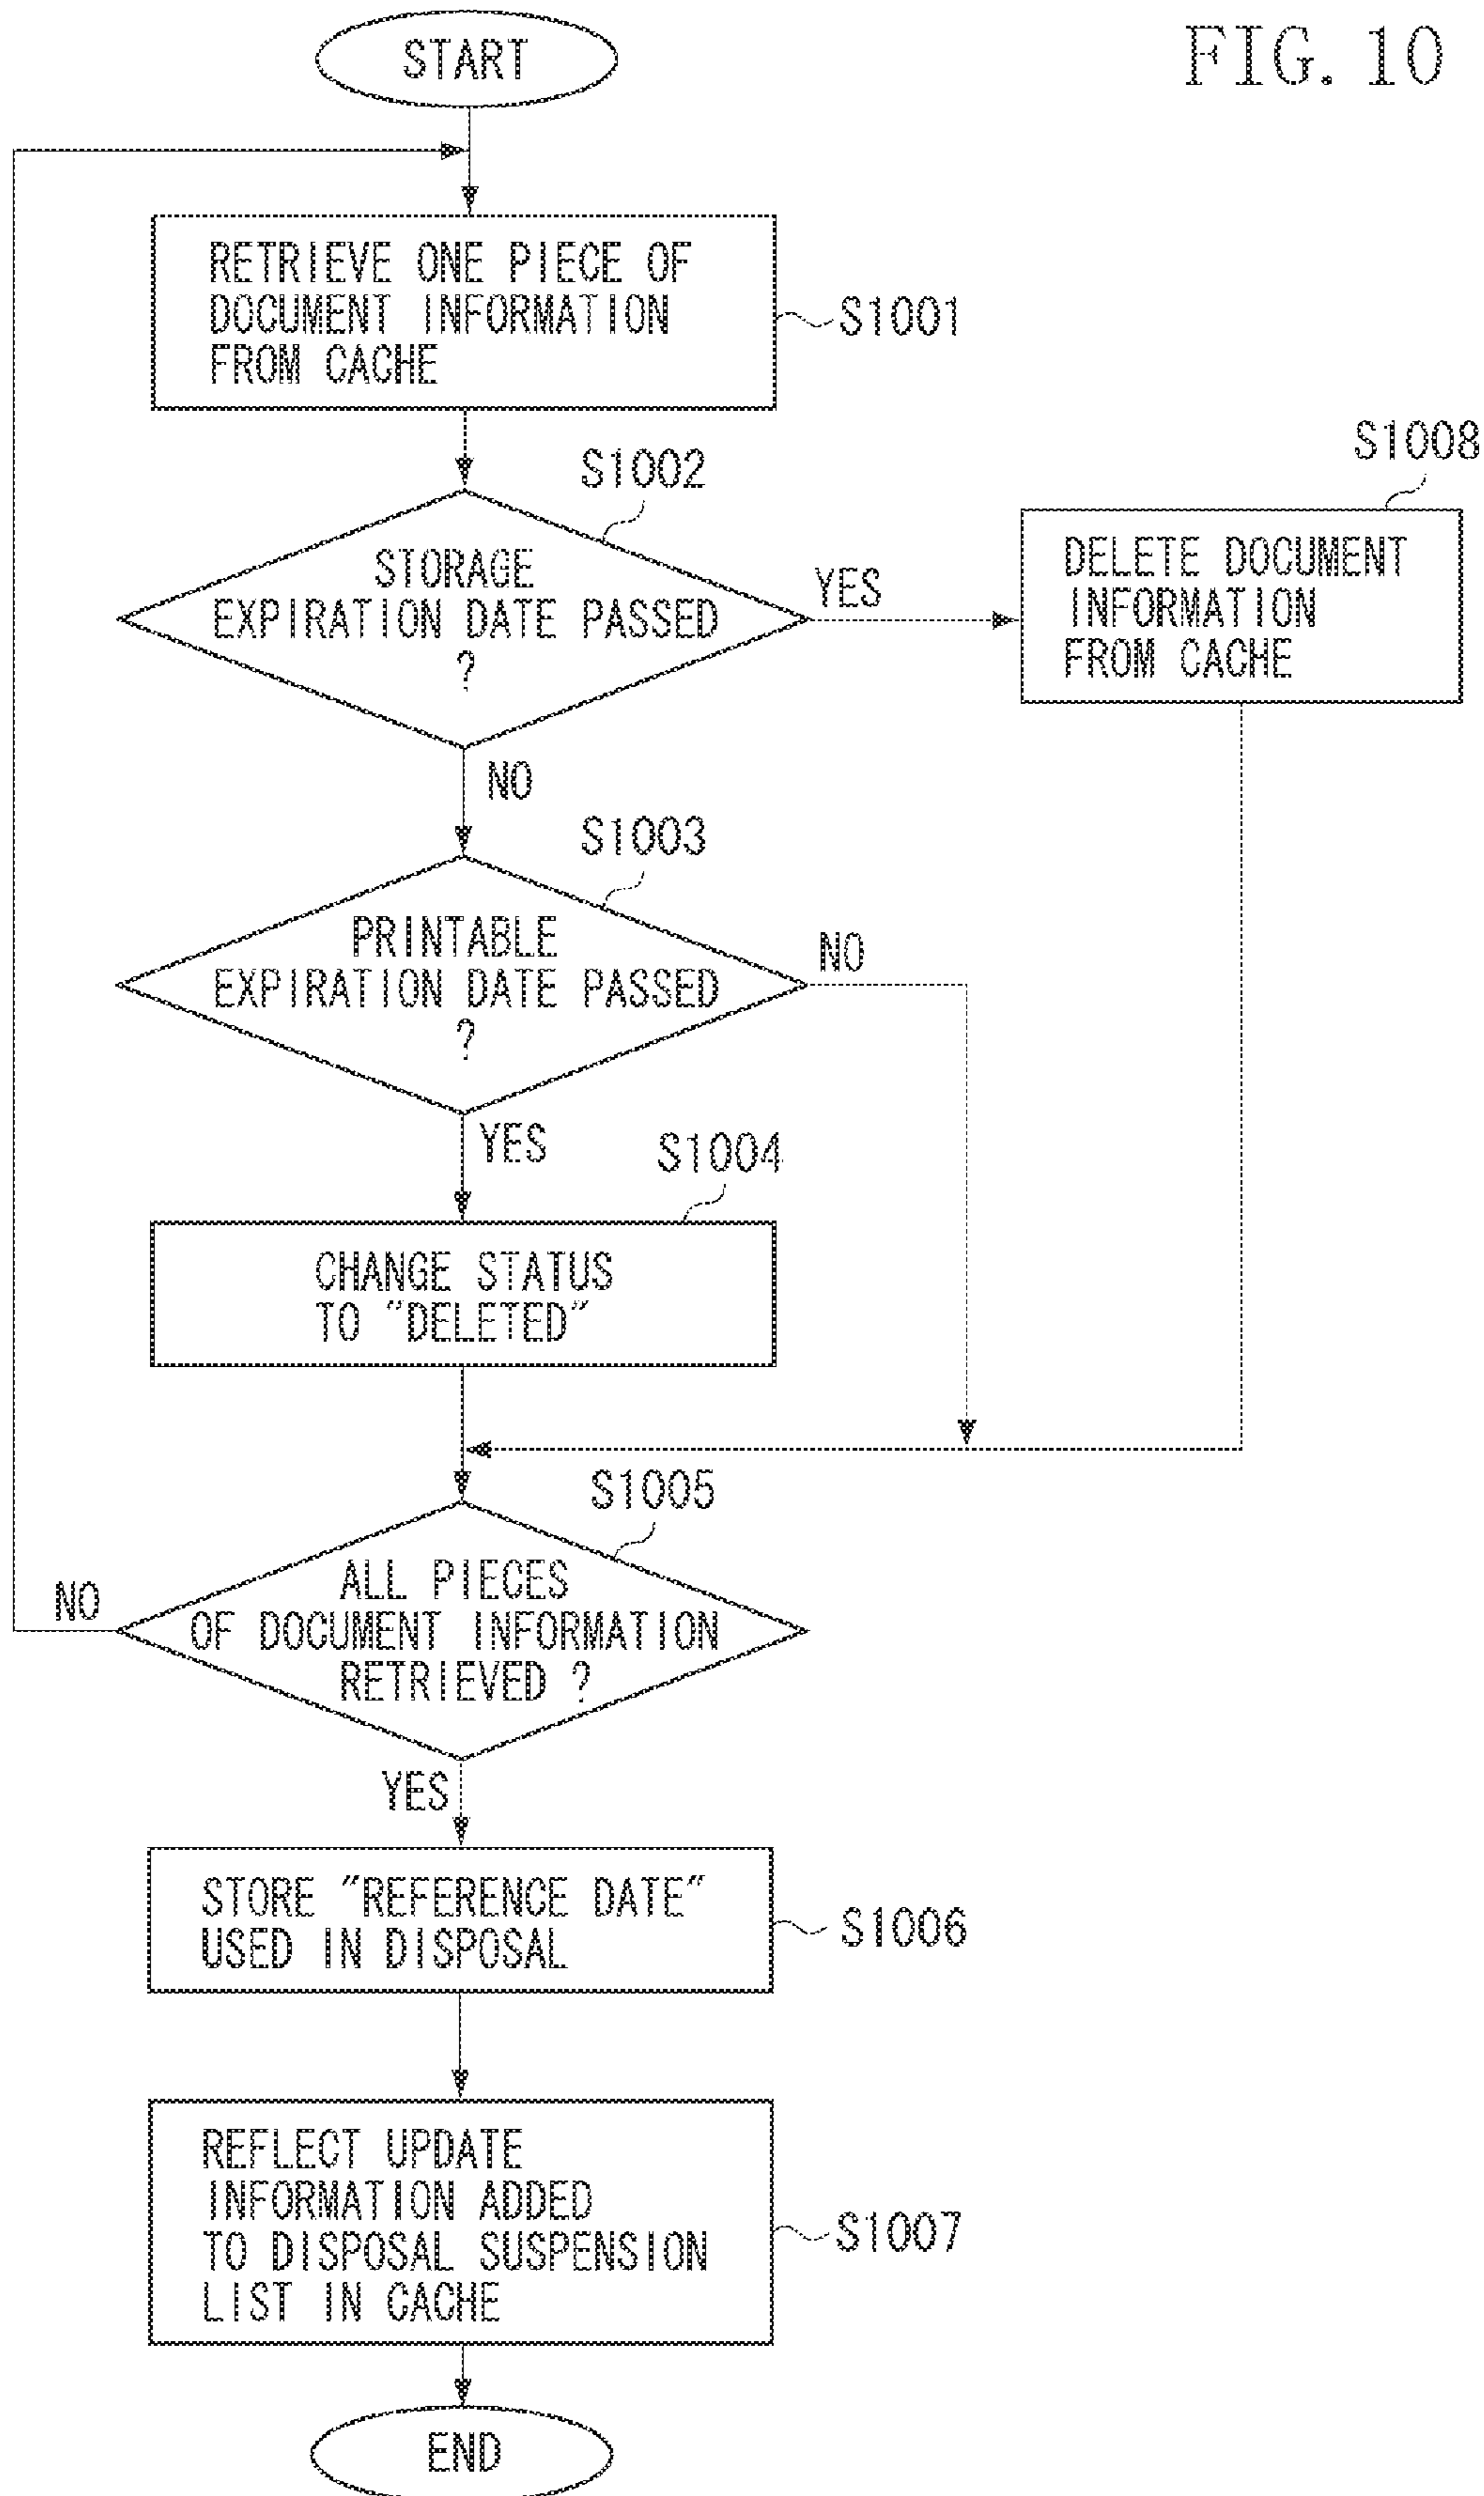 FIG. 10
START
RETRIEVE ONE PIECE OF
DOCUMENT INFORMATION
FROM CACHE
S1001
S1002
STORAGE
EXPIRATION DATE PASSED
?
YES
NO
S1008
DELETE DOCUMENT
INFORMATION
FROM CACHE
S1003
PRINTABLE
EXPIRATION DATE PASSED
?
NO
YES
S1004
CHANGE STATUS
TO "DELETED"
S1005
ALL PIECES
OF DOCUMENT INFORMATION
RETRIEVED ?
NO
YES
STORE "REFERENCE DATE"
USED IN DISPOSAL
S1006
REFLECT UPDATE
INFORMATION ADDED
TO DISPOSAL SUSPENSION
LIST IN CACHE
S1007
END